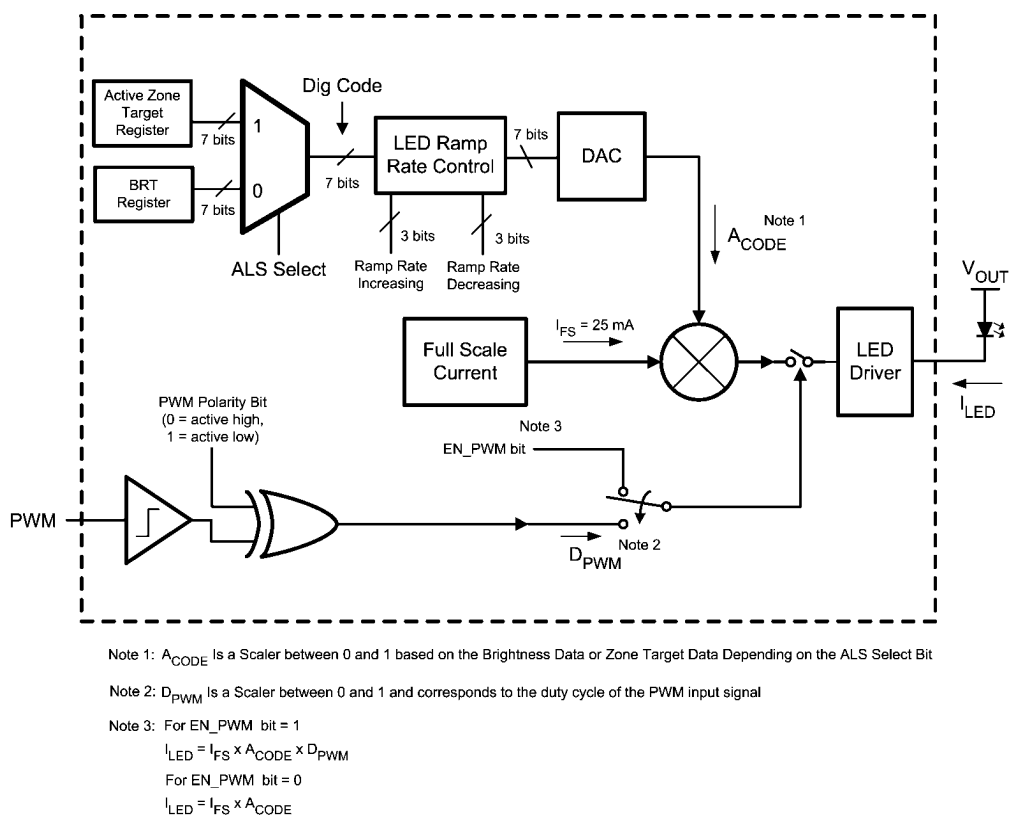 Active Zone
Target
Register
7 bits
BRT
Register
7 bits
1
0
ALS Select
Dig Code
7 bits
LED Ramp
Rate Control
3 bits
3 bits
Ramp Rate
Increasing
Ramp Rate
Decreasing
7 bits
DAC
ACODE
Note 1
Full Scale
Current
IFS = 25 mA
LED
Driver
VOUT
ILED
PWM Polarity Bit
(0 = active high,
1 = active low)
Note 3
EN_PWM bit
PWM
DPWM
Note 2
Note 1: ACODE Is a Scaler between 0 and 1 based on the Brightness Data or Zone Target Data Depending on the ALS Select Bit
Note 2: DPWM Is a Scaler between 0 and 1 and corresponds to the duty cycle of the PWM input signal
Note 3: For EN_PWM bit = 1
ILED = IFS x ACODE x DPWM
For EN_PWM bit = 0
ILED = IFS x ACODE